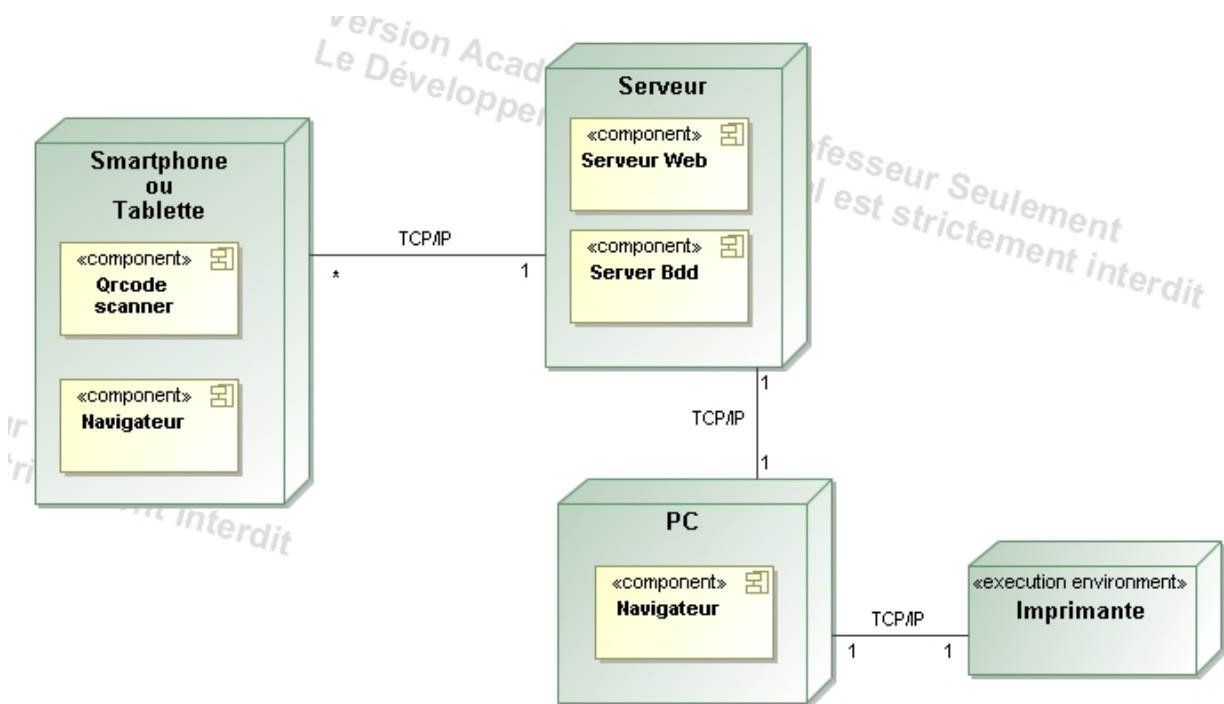 Version Acad
Le Développe
ofesseur Seulement
el est strictement interdit
Smartphone
ou
Tablette
«component»
Qrcode
scanner
«component»
Navigateur
TCP/IP
*
1
Serveur
«component»
Serveur Web
«component»
Server Bdd
1
TCP/IP
1
PC
«component»
Navigateur
TCP/IP
1
1
«execution environment»
Imprimante
interdit